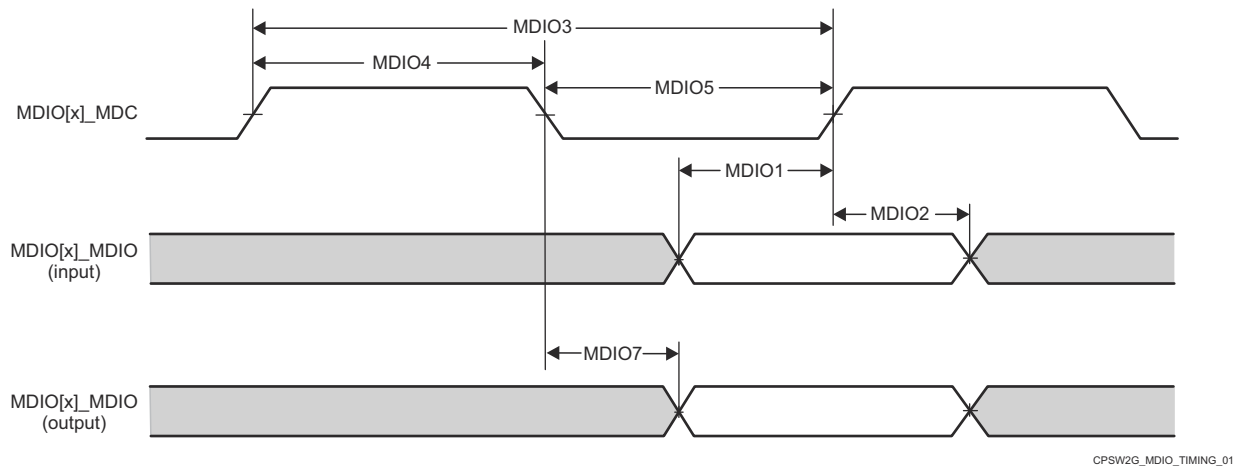 MDIO3
MDIO4
MDIO5
MDIO[x]_MDC
MDIO1
MDIO2
MDIO[x]_MDIO
(input)
MDIO7
MDIO[x]_MDIO
(output)
CPSW2G_MDIO_TIMING_01